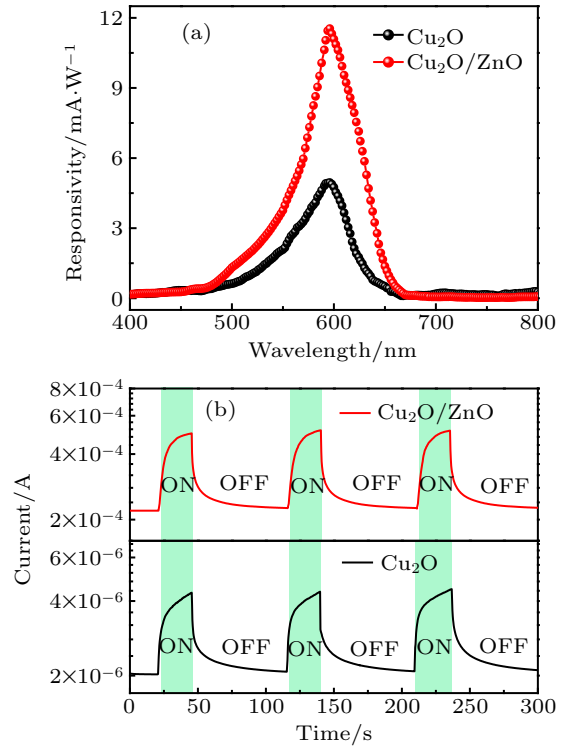 (a)
Cu₂O
Cu₂O/ZnO
Responsivity/mA·W⁻¹
12
9
6
3
0
400 500 600 700 800
Wavelength/nm
(b)
Cu₂O/ZnO
Current/A
8×10⁻⁴
6×10⁻⁴
4×10⁻⁴
2×10⁻⁴
ON OFF ON OFF ON OFF
Cu₂O
6×10⁻⁶
4×10⁻⁶
2×10⁻⁶
ON OFF ON OFF ON OFF
0 50 100 150 200 250 300
Time/s